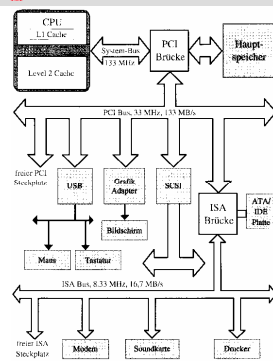 CPU
L1 Cache
Level 2 Cache
System-Bus
133 MHz
PCI
Brücke
Haupt-
speicher
PCI Bus, 33 MHz, 133 MB/s
freier PCI
Steckplatz
USB
Grafik
Adapter
SCSI
ISA
Brücke
ATA/
IDE
Platte
Bildschirm
Maus
Tastatur
ISA Bus, 8.33 MHz, 16,7 MB/s
freier ISA
Steckplatz
Modem
Soundkarte
Drucker